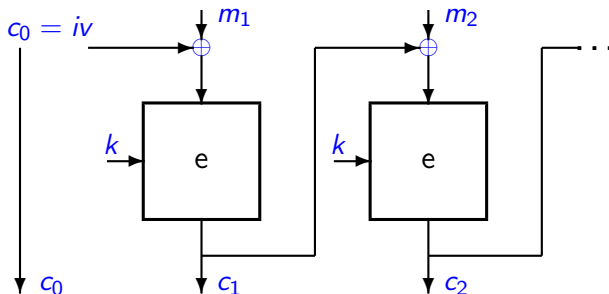 m₁ m₂
c₀ = iv
k e k e
c₀ c₁ c₂